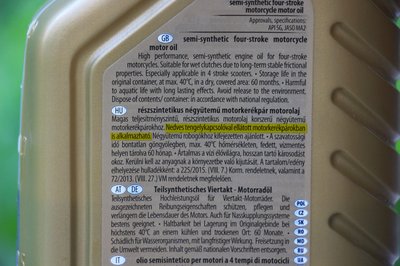 semi-synthetic four-stroke
motorcycle motor oil
Approvals, specifications:
API SG, JASO MA2
GB semi-synthetic four-stroke motorcycle
motor oil
High performance, semi-synthetic engine oil for four-stroke
motorcycles. Suitable for wet clutches due to long-term stable frictional
properties. Especially applicable in 4 stroke scooters. • Storage life in
the original container, at max. 40°C, in a dry, covered area: 60 months. • Harmful
to aquatic life with long lasting effects. Avoid release to the environment.
Dispose of contents/ container: in accordance with national regulation.
HU részszintetikus négyütemű motorkerékpár motorolaj
Magas teljesítményszintű, részszintetikus motorolaj korszerű négyütemű
motorkerékpárokhoz. Nedves tengelykapcsolóval ellátott motorkerékpárokban
is alkalmazható. Négyütemű robogókhoz kifejezetten ajánlott. • A szavatossági
idő bontatlan göngyölegben, max. 40°C hőmérsékleten, fedett, vízmentes
helyen tárolva 60 hónap. • Ártalmas a vízi élővilágra, hosszan tartó károsodást
okoz. Kerülni kell az anyagnak a környezetbe való kijutását. A tartalom/edény
elhelyezése hulladékként: a 225/2015. (VIII. 7.) Korm. rendeletnek, valamint a
72/2013. (VIII. 27.) VM rendeletnek megfelelően.
AT DE Teilsynthetisches Viertakt - Motorradöl
Teilsynthetisches Hochleistungsöl für Viertakt-Motorräder. Die
ausgezeichneten Reibungseigenschaften schützen, pflegen und
verlängern die Lebensdauer des Motors. Auch für Nasskupplungssysteme
bestens geeignet. • Haltbarkeit bei Lagerung im Originalgebinde bei
höchstens 40°C an einem kühlen und trockenen Ort: 60 Monate •
Schädlich für Wasserorganismen, mit langfristiger Wirkung. Freisetzung in
die Umwelt vermeiden. Inhalt gemäß nationalen Vorschriften entsorgen.
IT olio semisintetico per motori a 4 tempi di motocicli
POL
CZ
SK
RO
SLO
HR
SRB
UA